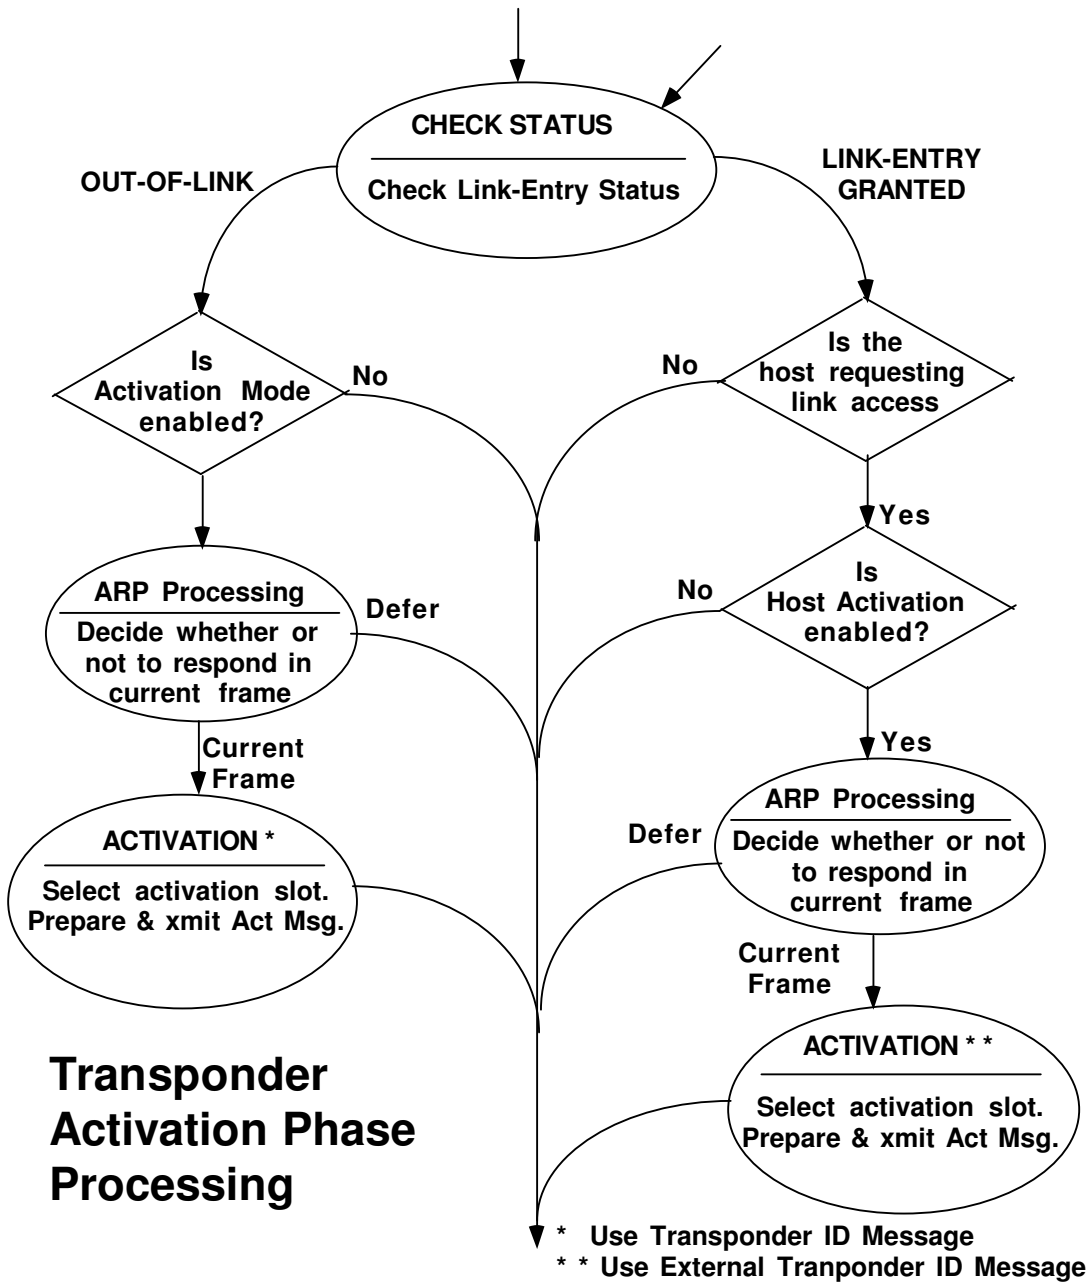 CHECK STATUS
Check Link-Entry Status
OUT-OF-LINK
LINK-ENTRY
GRANTED
Is
Activation Mode
enabled?
No
ARP Processing
Decide whether or
not to respond in
current frame
Defer
Current
Frame
ACTIVATION *
Select activation slot.
Prepare & xmit Act Msg.
Is the
host requesting
link access
No
Yes
Is
Host Activation
enabled?
No
Yes
ARP Processing
Decide whether or not
to respond in
current frame
Defer
Current
Frame
ACTIVATION * *
Select activation slot.
Prepare & xmit Act Msg.
Transponder
Activation Phase
Processing
* Use Transponder ID Message
* * Use External Tranponder ID Message